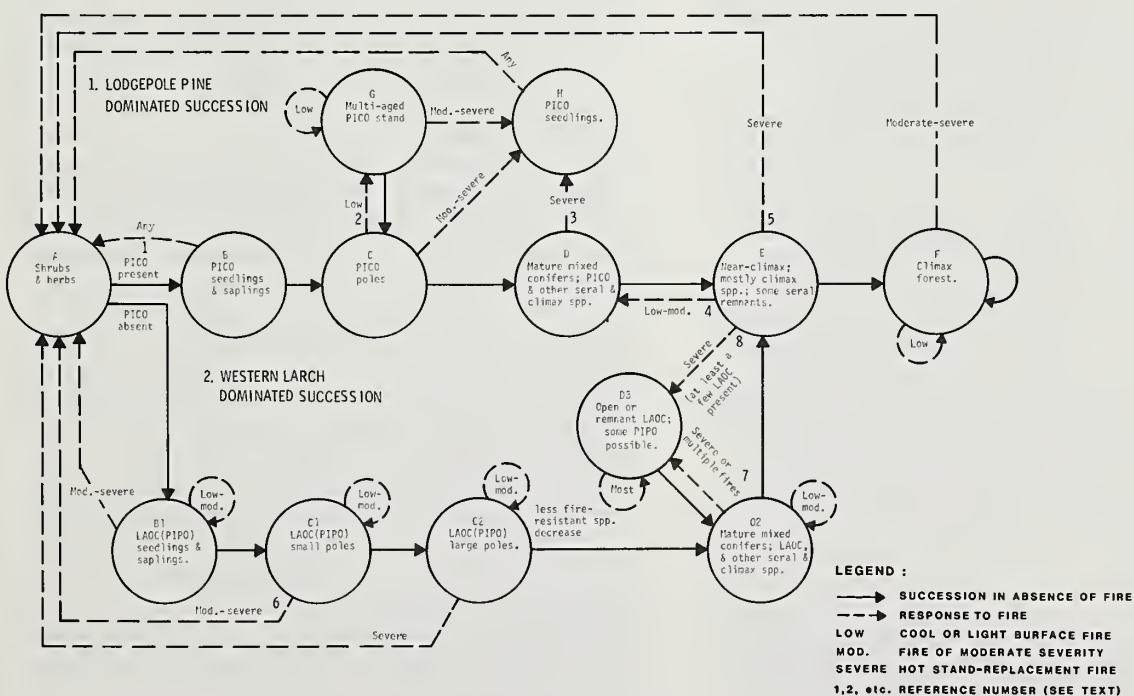 1. LODGEPOLE PINE
DOMINATED SUCCESSION
Any
Severe
Moderate-severe
Low
G
Multi-aged
PICO stand
Mod.-severe
H
PICO
seedlings.
Low
2
Mod.-severe
Severe
3
5
Any
1
A
Shrubs
& herbs
PICO
present
PICO
absent
B
PICO
seedlings
& saplings
C
PICO
poles
D
Mature mixed
conifers; PICO
& other seral &
climax spp.
Low-mod.
4
E
Near-climax;
mostly climax
spp.; some seral
remnants.
F
Climax
forest.
Low
8
Severe
(at least a
few LAOC
present)
2. WESTERN LARCH
DOMINATED SUCCESSION
D3
Open or
remnant LAOC;
some PIPO
possible.
Most
Severe or
multiple fires
7
Mod.-severe
Low-
mod.
B1
LAOC(PIPO)
seedlings &
saplings.
Low-
mod.
C1
LAOC(PIPO)
small poles
Low-
mod.
C2
LAOC(PIPO)
large poles.
less fire-
resistant spp.
decrease
Low-
mod.
D2
Mature mixed
conifers; LAOC,
& other seral &
climax spp.
Mod.-severe
6
Severe
LEGEND :
SUCCESSION IN ABSENCE OF FIRE
RESPONSE TO FIRE
LOW COOL OR LIGHT BURFACE FIRE
MOD. FIRE OF MODERATE SEVERITY
SEVERE HOT STAND-REPLACEMENT FIRE
1,2, etc. REFERENCE NUMBER (SEE TEXT)